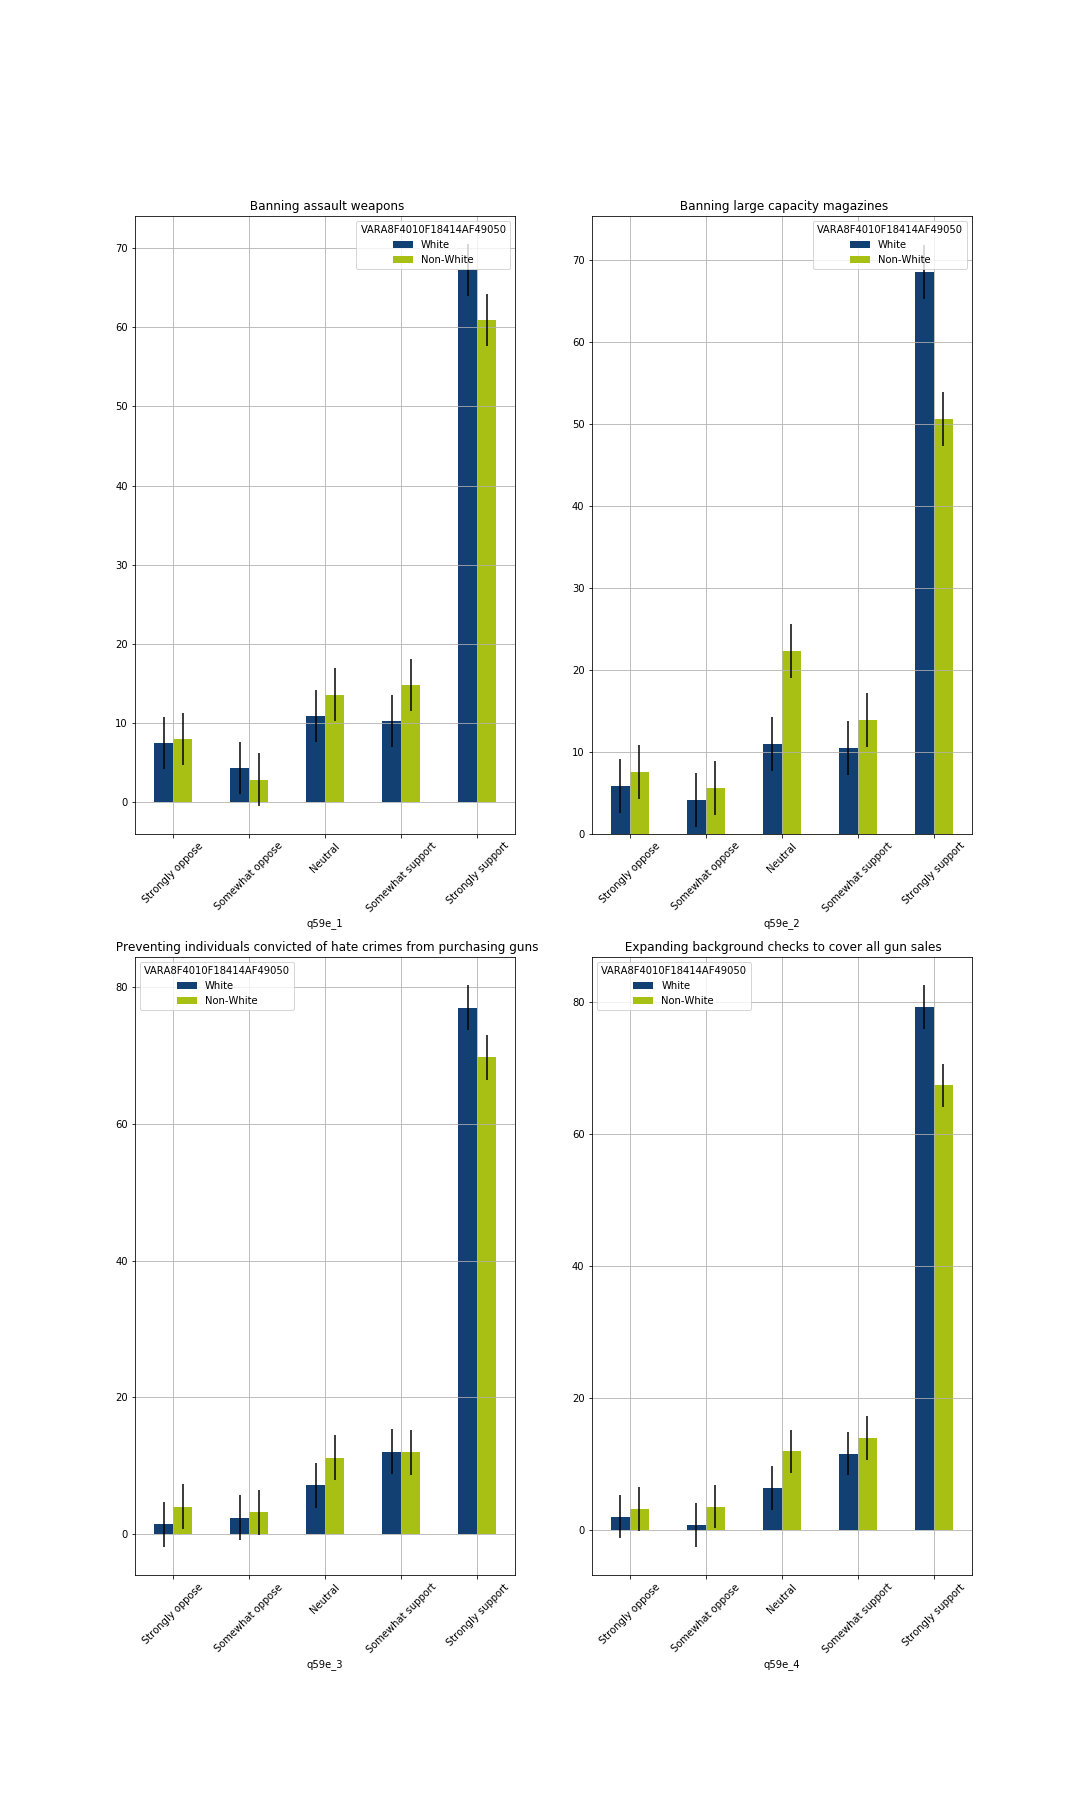 Banning assault weapons
VARA8F4010F18414AF49050
White
Non-White
70
60
50
40
30
20
10
0
Strongly oppose
Somewhat oppose
Neutral
Somewhat support
Strongly support
q59e_1
Banning large capacity magazines
VARA8F4010F18414AF49050
White
Non-White
70
60
50
40
30
20
10
0
Strongly oppose
Somewhat oppose
Neutral
Somewhat support
Strongly support
q59e_2
Preventing individuals convicted of hate crimes from purchasing guns
VARA8F4010F18414AF49050
White
Non-White
80
60
40
20
0
Strongly oppose
Somewhat oppose
Neutral
Somewhat support
Strongly support
q59e_3
Expanding background checks to cover all gun sales
VARA8F4010F18414AF49050
White
Non-White
80
60
40
20
0
Strongly oppose
Somewhat oppose
Neutral
Somewhat support
Strongly support
q59e_4